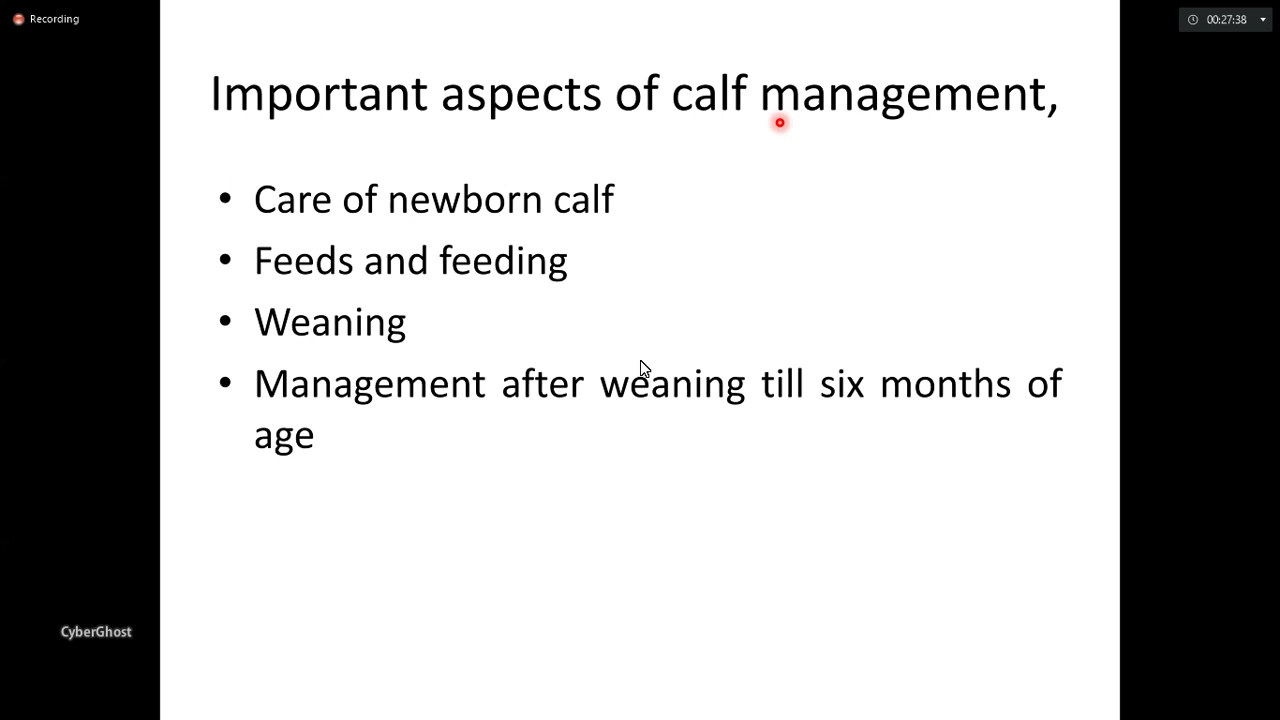 Recording
00:27:38
Important aspects of calf management,
• Care of newborn calf
• Feeds and feeding
• Weaning
• Management after weaning till six months of
age
CyberGhost